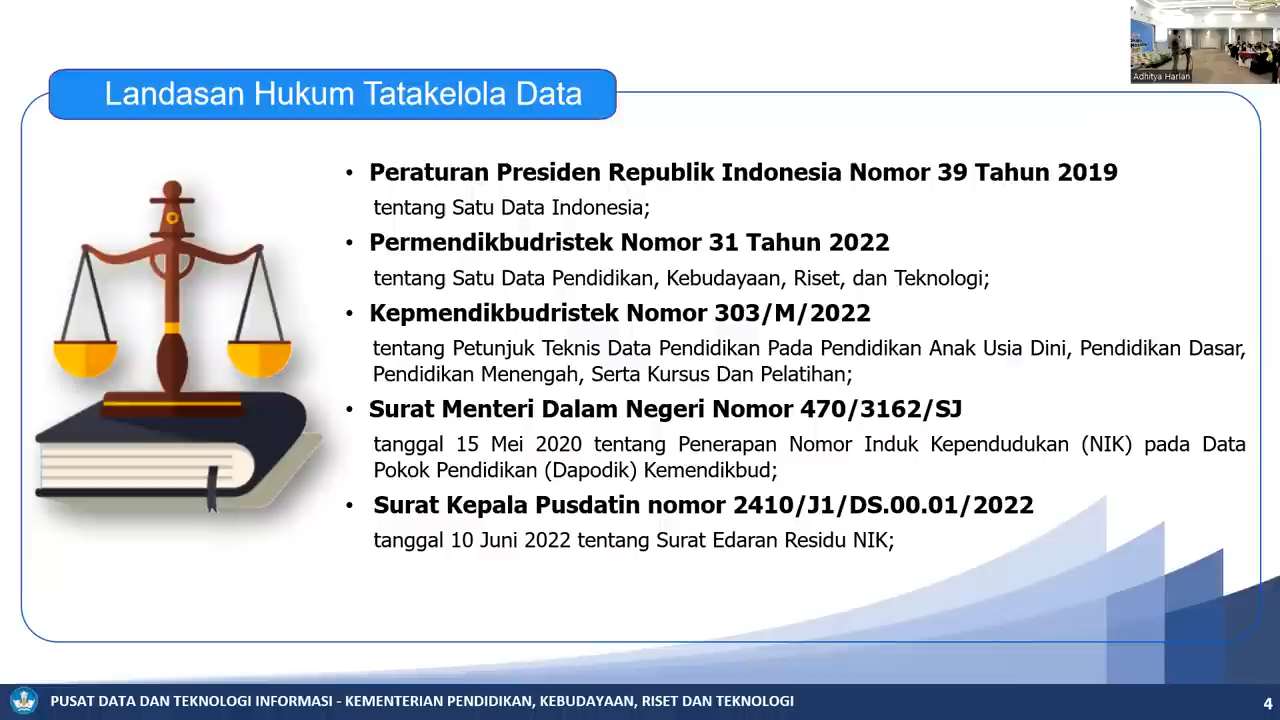 Adhitya Harlan
Landasan Hukum Tatakelola Data
• Peraturan Presiden Republik Indonesia Nomor 39 Tahun 2019
tentang Satu Data Indonesia;
• Permendikbudristek Nomor 31 Tahun 2022
tentang Satu Data Pendidikan, Kebudayaan, Riset, dan Teknologi;
• Kepmendikbudristek Nomor 303/M/2022
tentang Petunjuk Teknis Data Pendidikan Pada Pendidikan Anak Usia Dini, Pendidikan Dasar,
Pendidikan Menengah, Serta Kursus Dan Pelatihan;
• Surat Menteri Dalam Negeri Nomor 470/3162/SJ
tanggal 15 Mei 2020 tentang Penerapan Nomor Induk Kependudukan (NIK) pada Data
Pokok Pendidikan (Dapodik) Kemendikbud;
• Surat Kepala Pusdatin nomor 2410/J1/DS.00.01/2022
tanggal 10 Juni 2022 tentang Surat Edaran Residu NIK;
PUSAT DATA DAN TEKNOLOGI INFORMASI - KEMENTERIAN PENDIDIKAN, KEBUDAYAAN, RISET DAN TEKNOLOGI
4